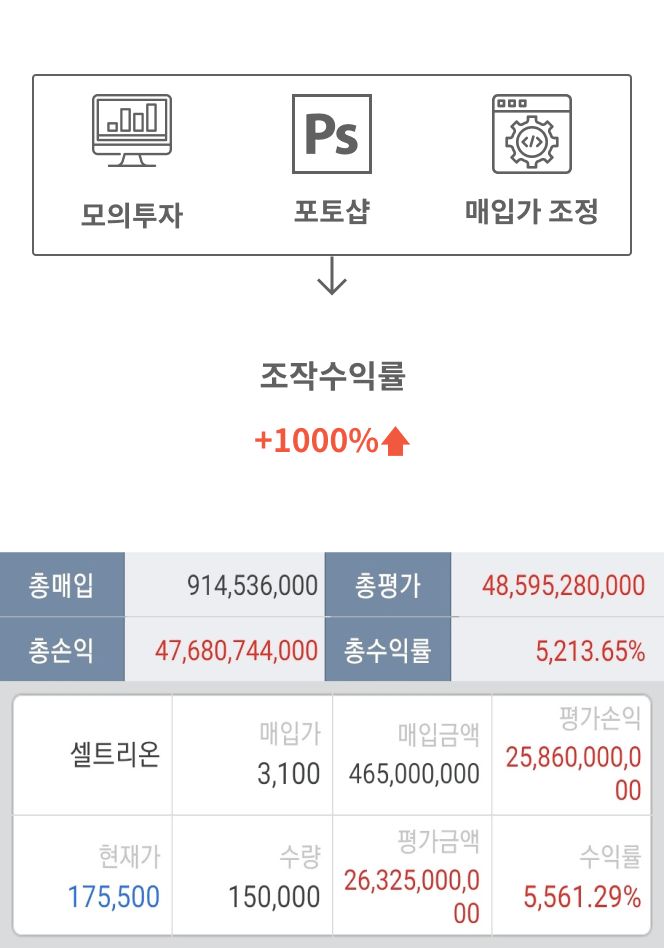 Ps
</>
모의투자 포토샵 매입가 조정
조작수익률
+1000%
총매입 914,536,000 총평가 48,595,280,000
총손익 47,680,744,000 총수익률 5,213.65%
셀트리온
매입가
3,100
매입금액
465,000,000
평가손익
25,860,000,0
00
현재가
175,500
수량
150,000
평가금액
26,325,000,0
00
수익률
5,561.29%